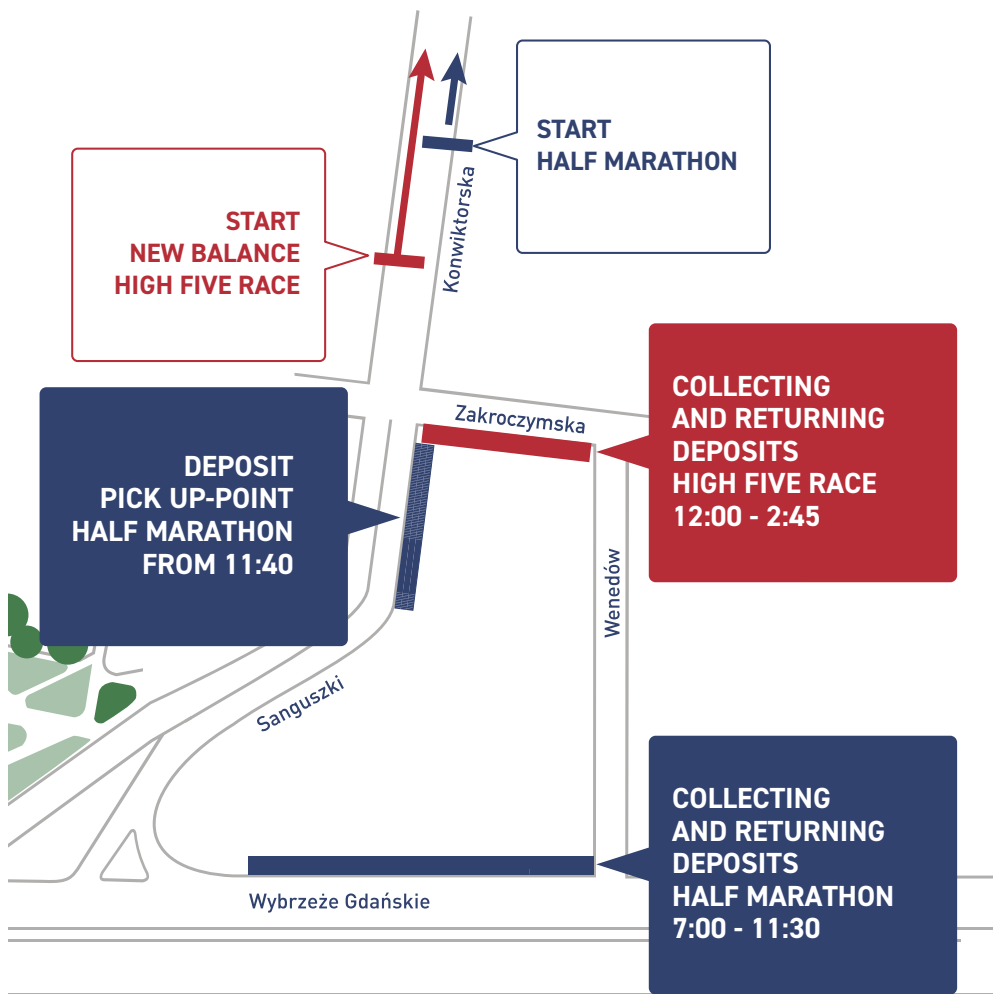 START
HALF MARATHON
Konwiktorska
START
NEW BALANCE
HIGH FIVE RACE
Zakroczymska
COLLECTING
AND RETURNING
DEPOSITS
HIGH FIVE RACE
12:00 - 2:45
DEPOSIT
PICK UP-POINT
HALF MARATHON
FROM 11:40
Wenedów
Sanguszki
COLLECTING
AND RETURNING
DEPOSITS
HALF MARATHON
7:00 - 11:30
Wybrzeże Gdańskie